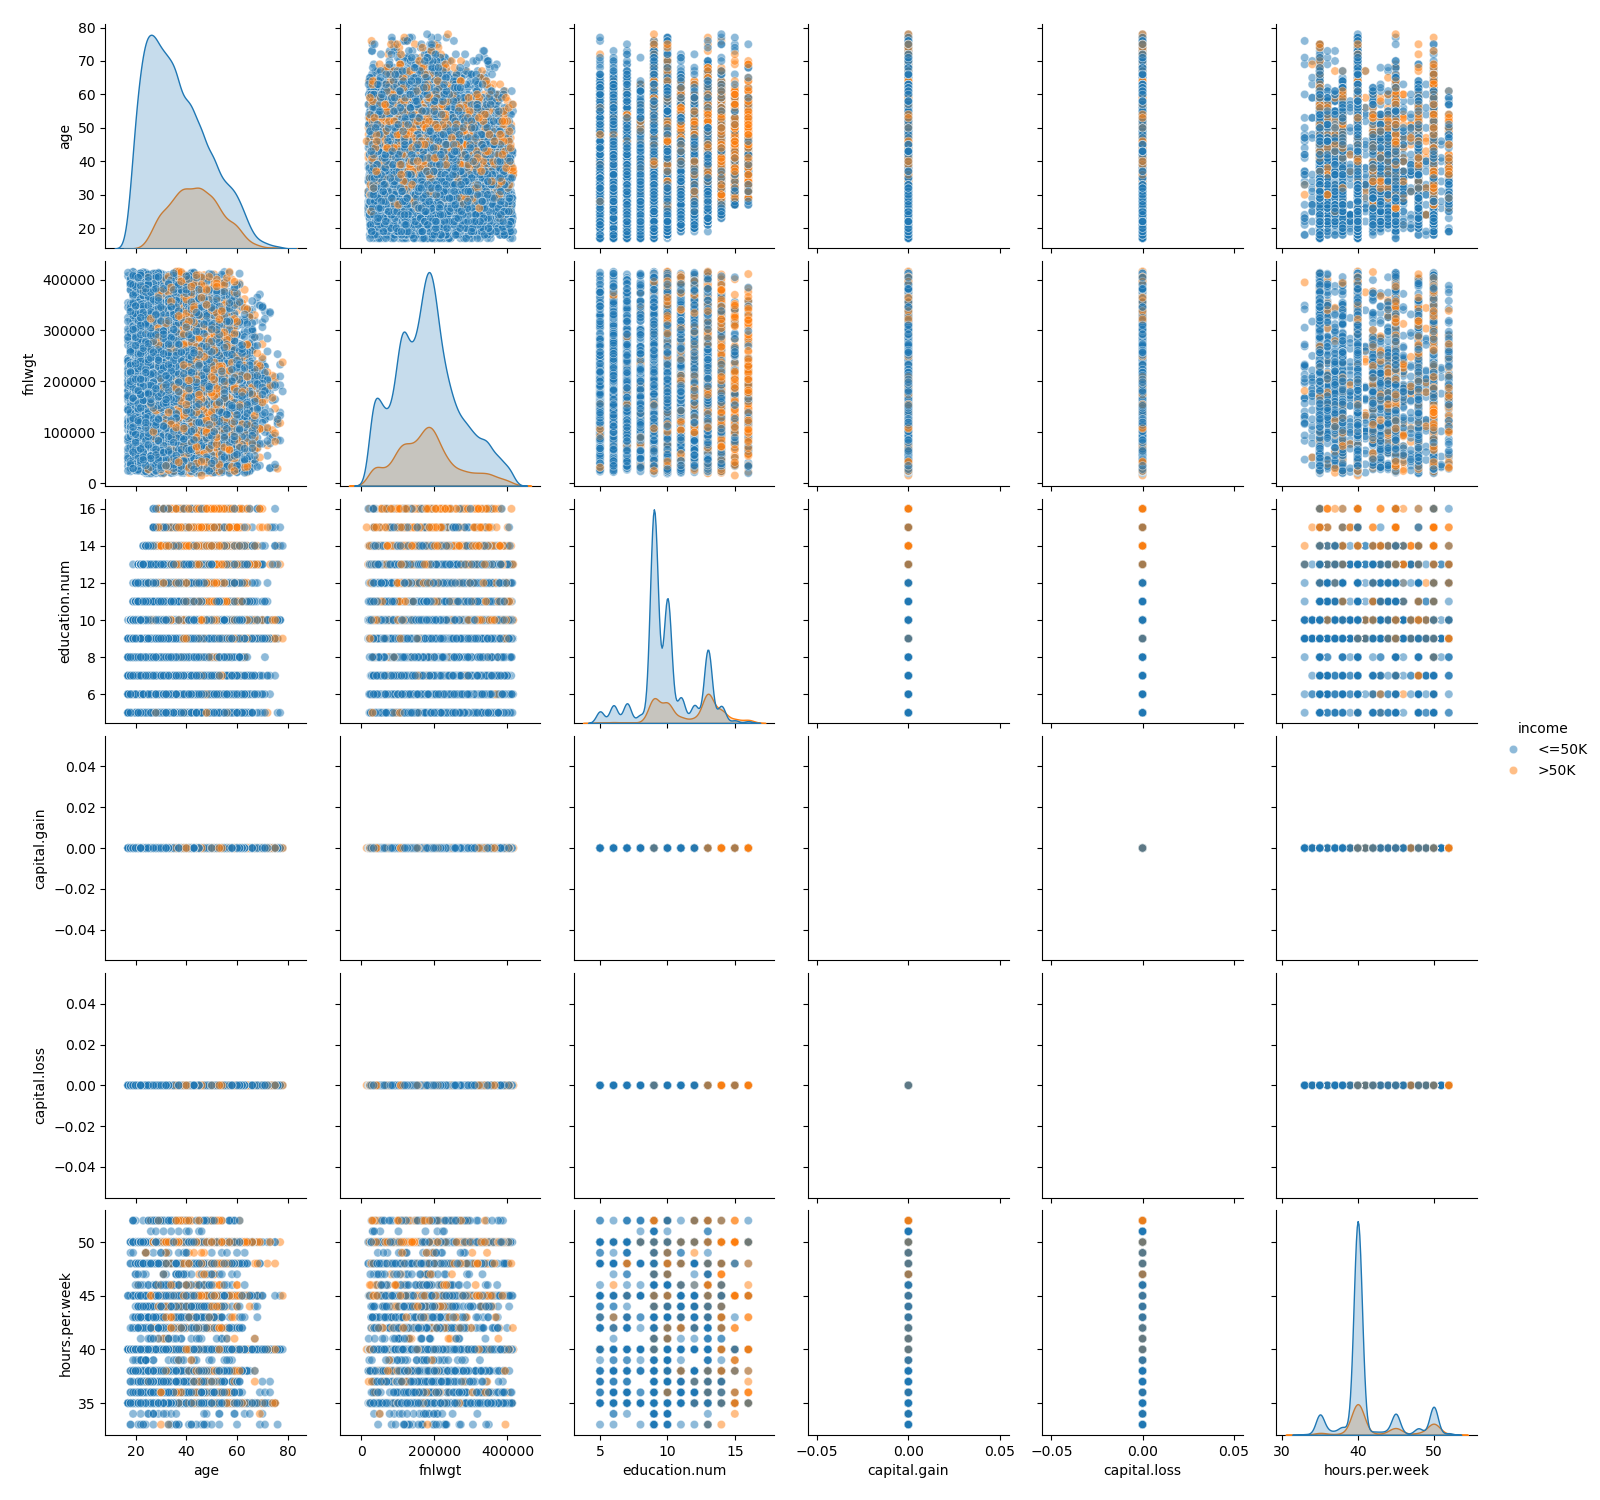 80
70
60
50
40
30
20
age
400000
300000
200000
100000
0
fnlwgt
16
14
12
10
8
6
education.num
income
<=50K
>50K
0.04
0.02
0.00
−0.02
−0.04
capital.gain
0.04
0.02
0.00
−0.02
−0.04
capital.loss
50
45
40
35
hours.per.week
20 40 60 80
0 200000 400000
5 10 15
−0.05 0.00 0.05
−0.05 0.00 0.05
30 40 50
age
fnlwgt
education.num
capital.gain
capital.loss
hours.per.week